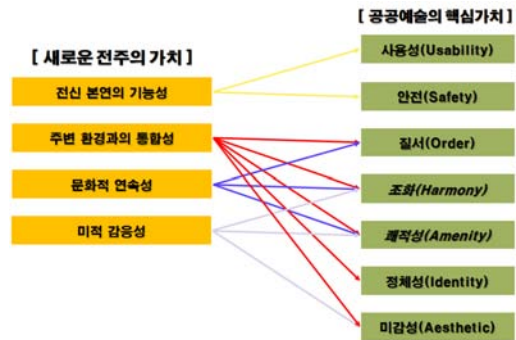 [ 공공예술의 핵심가치 ]
[ 새로운 전주의 가치 ]
전신 본연의 기능성
주변 환경과의 통합성
문화적 연속성
미적 감응성
사용성(Usability)
안전(Safety)
질서(Order)
조화(Harmony)
쾌적성(Amenity)
정체성(Identity)
미감성(Aesthetic)